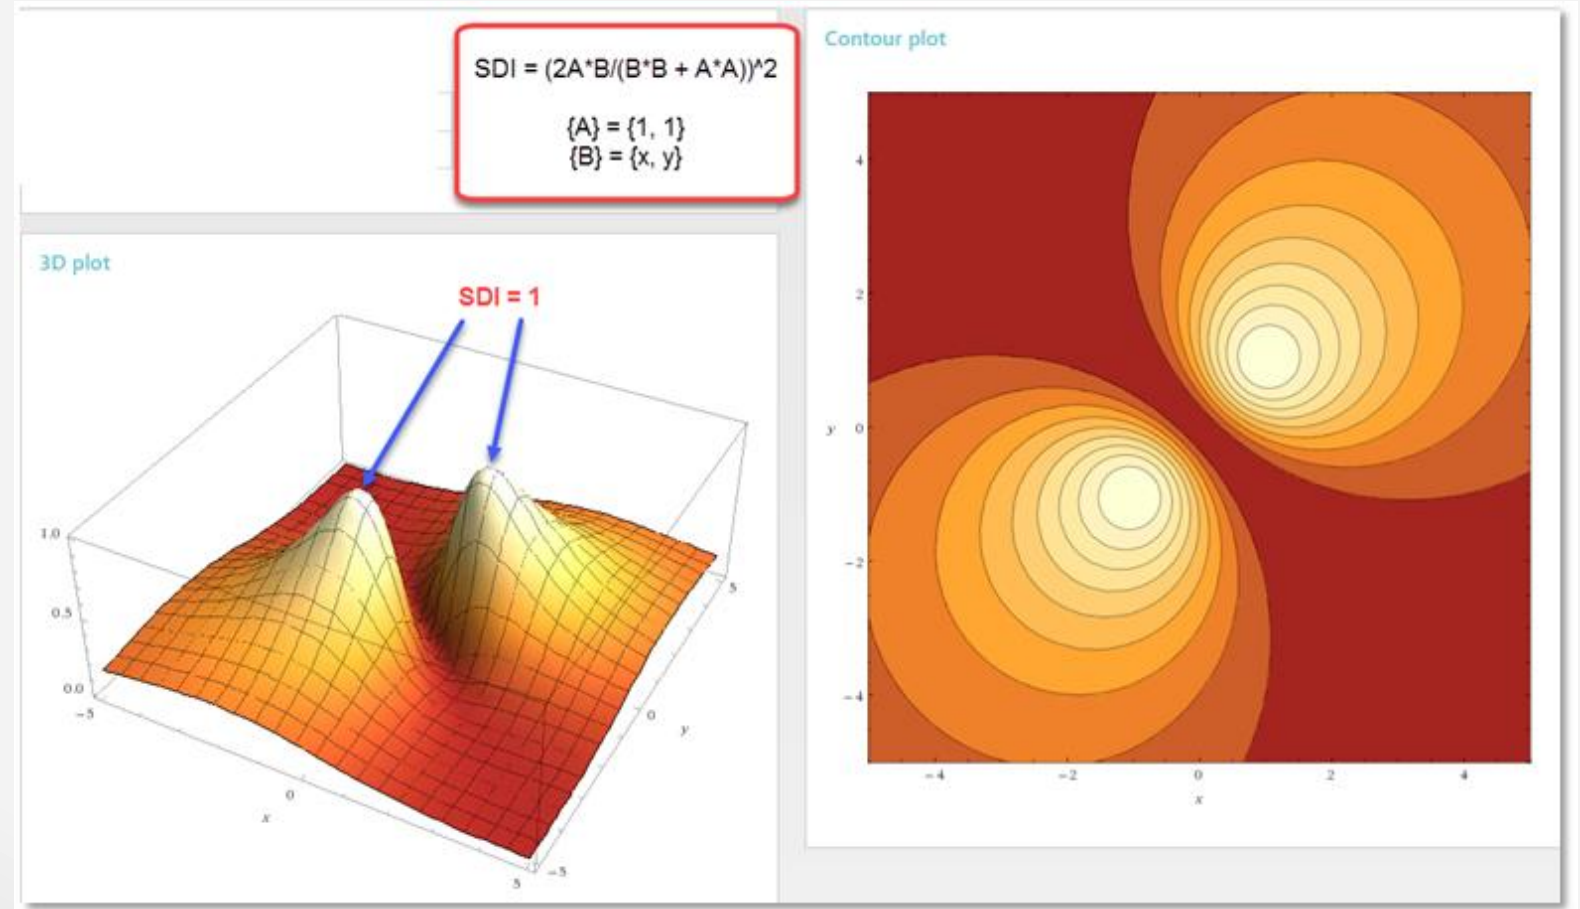 SDI = (2A*B/(B*B + A*A))^2
{A} = {1, 1}
{B} = {x, y}
3D plot
SDI = 1
1.0
0.5
0.0
-5
0
x
5
-5
0
y
5
Contour plot
4
2
y 0
-2
-4
-4 -2 0 2 4
x